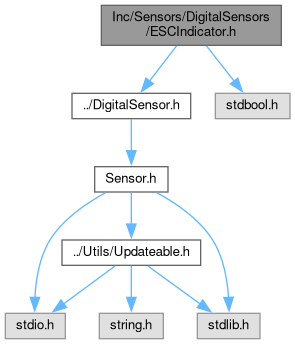 Inc/Sensors/DigitalSensors
/ESCIndicator.h
../DigitalSensor.h
stdbool.h
Sensor.h
../Utils/Updateable.h
stdio.h
string.h
stdlib.h